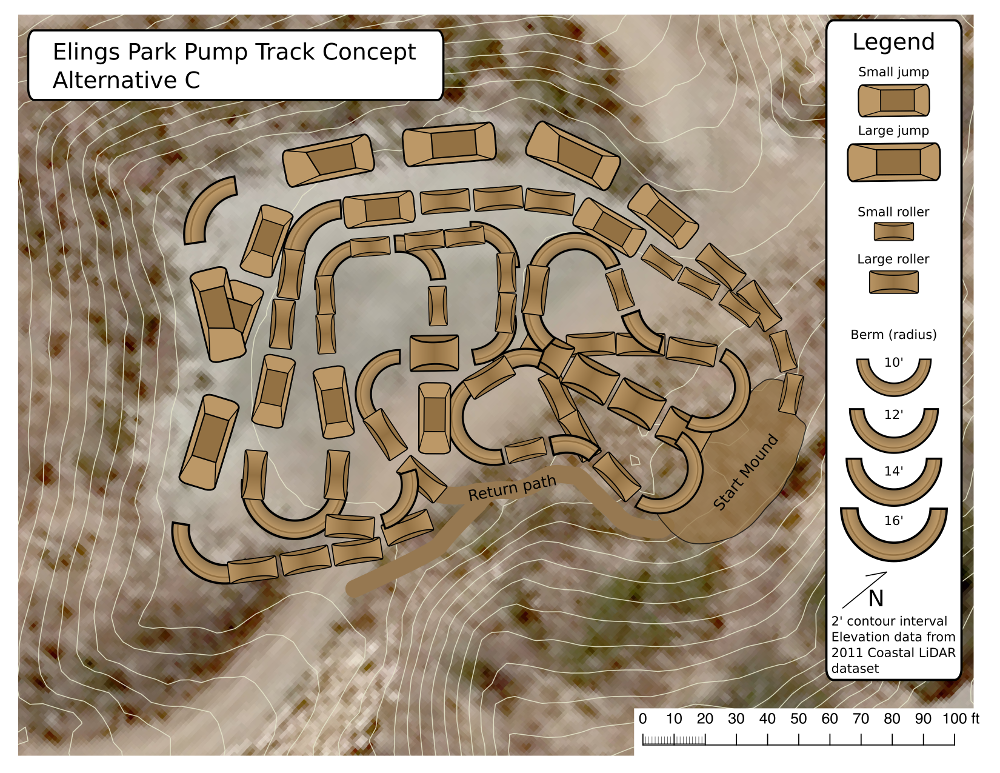 Elings Park Pump Track Concept
Alternative C
Legend
Small jump
Large jump
Small roller
Large roller
Berm (radius)
10'
12'
14'
16'
N
2' contour interval
Elevation data from
2011 Coastal LiDAR
dataset
Return path
Start Mound
0 10 20 30 40 50 60 70 80 90 100 ft